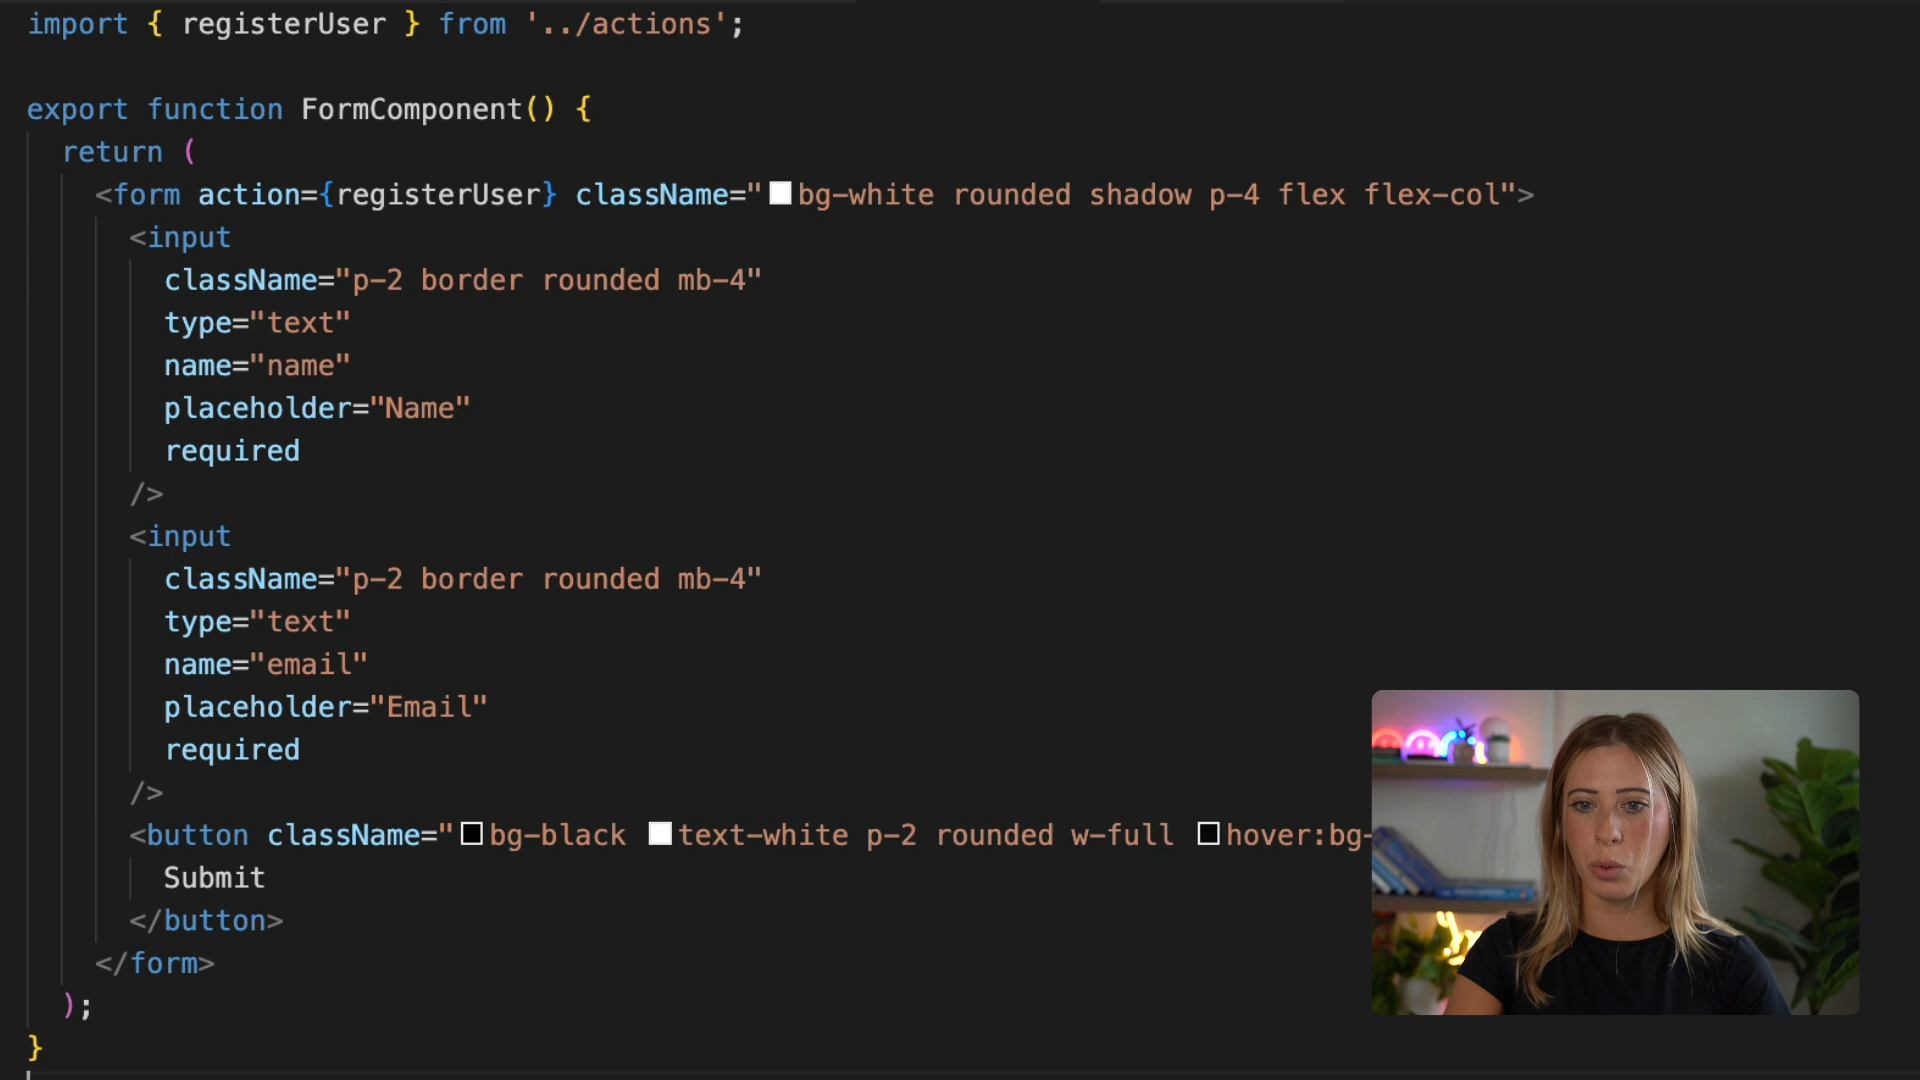 import { registerUser } from '../actions';
export function FormComponent() {
return (
<form action={registerUser} className="bg-white rounded shadow p-4 flex flex-col">
<input
className="p-2 border rounded mb-4"
type="text"
name="name"
placeholder="Name"
required
/>
<input
className="p-2 border rounded mb-4"
type="text"
name="email"
placeholder="Email"
required
/>
<button className="bg-black text-white p-2 rounded w-full hover:bg-
Submit
</button>
</form>
);
}